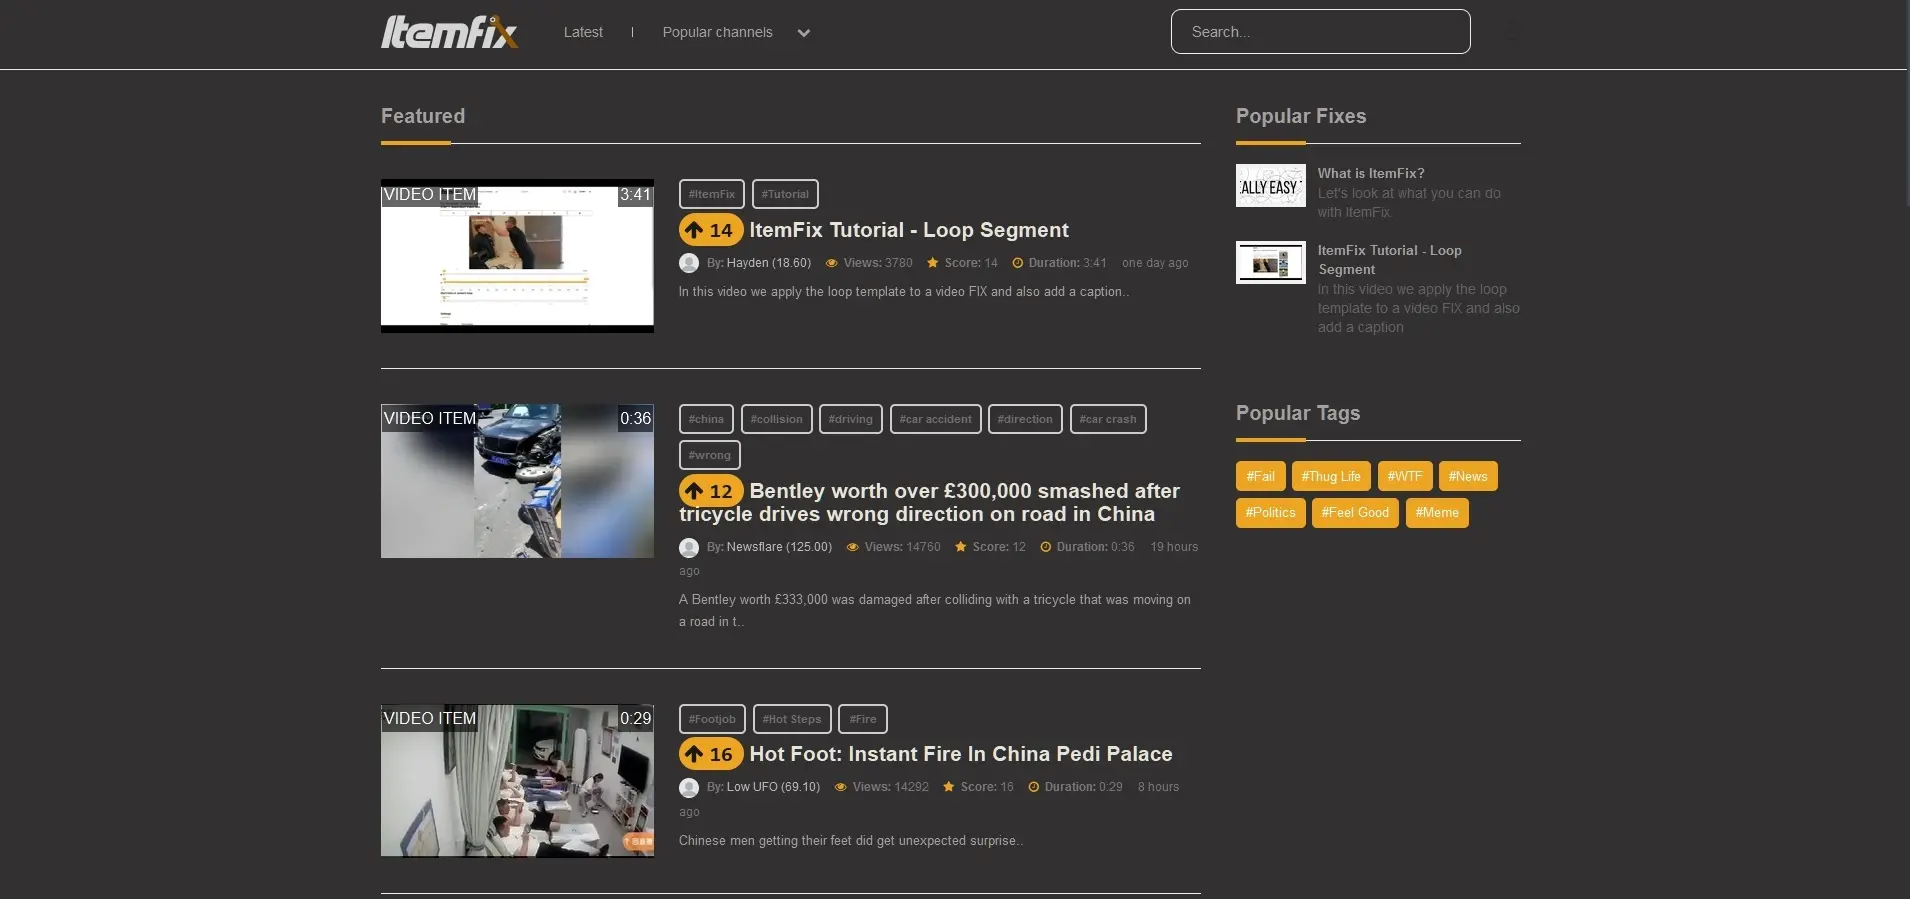 Itemfix
Latest | Popular channels
Search...
Featured
VIDEO ITEM 3:41
#ItemFix #Tutorial
14 ItemFix Tutorial - Loop Segment
By: Hayden (18.60) Views: 3780 Score: 14 Duration: 3:41 one day ago
In this video we apply the loop template to a video FIX and also add a caption..
VIDEO ITEM 0:36
#china #collision #driving #car accident #direction #car crash
#wrong
12 Bentley worth over £300,000 smashed after
tricycle drives wrong direction on road in China
By: Newsflare (125.00) Views: 14760 Score: 12 Duration: 0:36 19 hours
ago
A Bentley worth £333,000 was damaged after colliding with a tricycle that was moving on
a road in t..
VIDEO ITEM 0:29
#Footjob #Hot Steps #Fire
16 Hot Foot: Instant Fire In China Pedi Palace
By: Low UFO (69.10) Views: 14292 Score: 16 Duration: 0:29 8 hours
ago
Chinese men getting their feet did get unexpected surprise..
Popular Fixes
ALLY EASY T
What is ItemFix?
Let's look at what you can do
with ItemFix.
ItemFix Tutorial - Loop
Segment
In this video we apply the loop
template to a video FIX and also
add a caption
Popular Tags
#Fail #Thug Life #WTF #News
#Politics #Feel Good #Meme